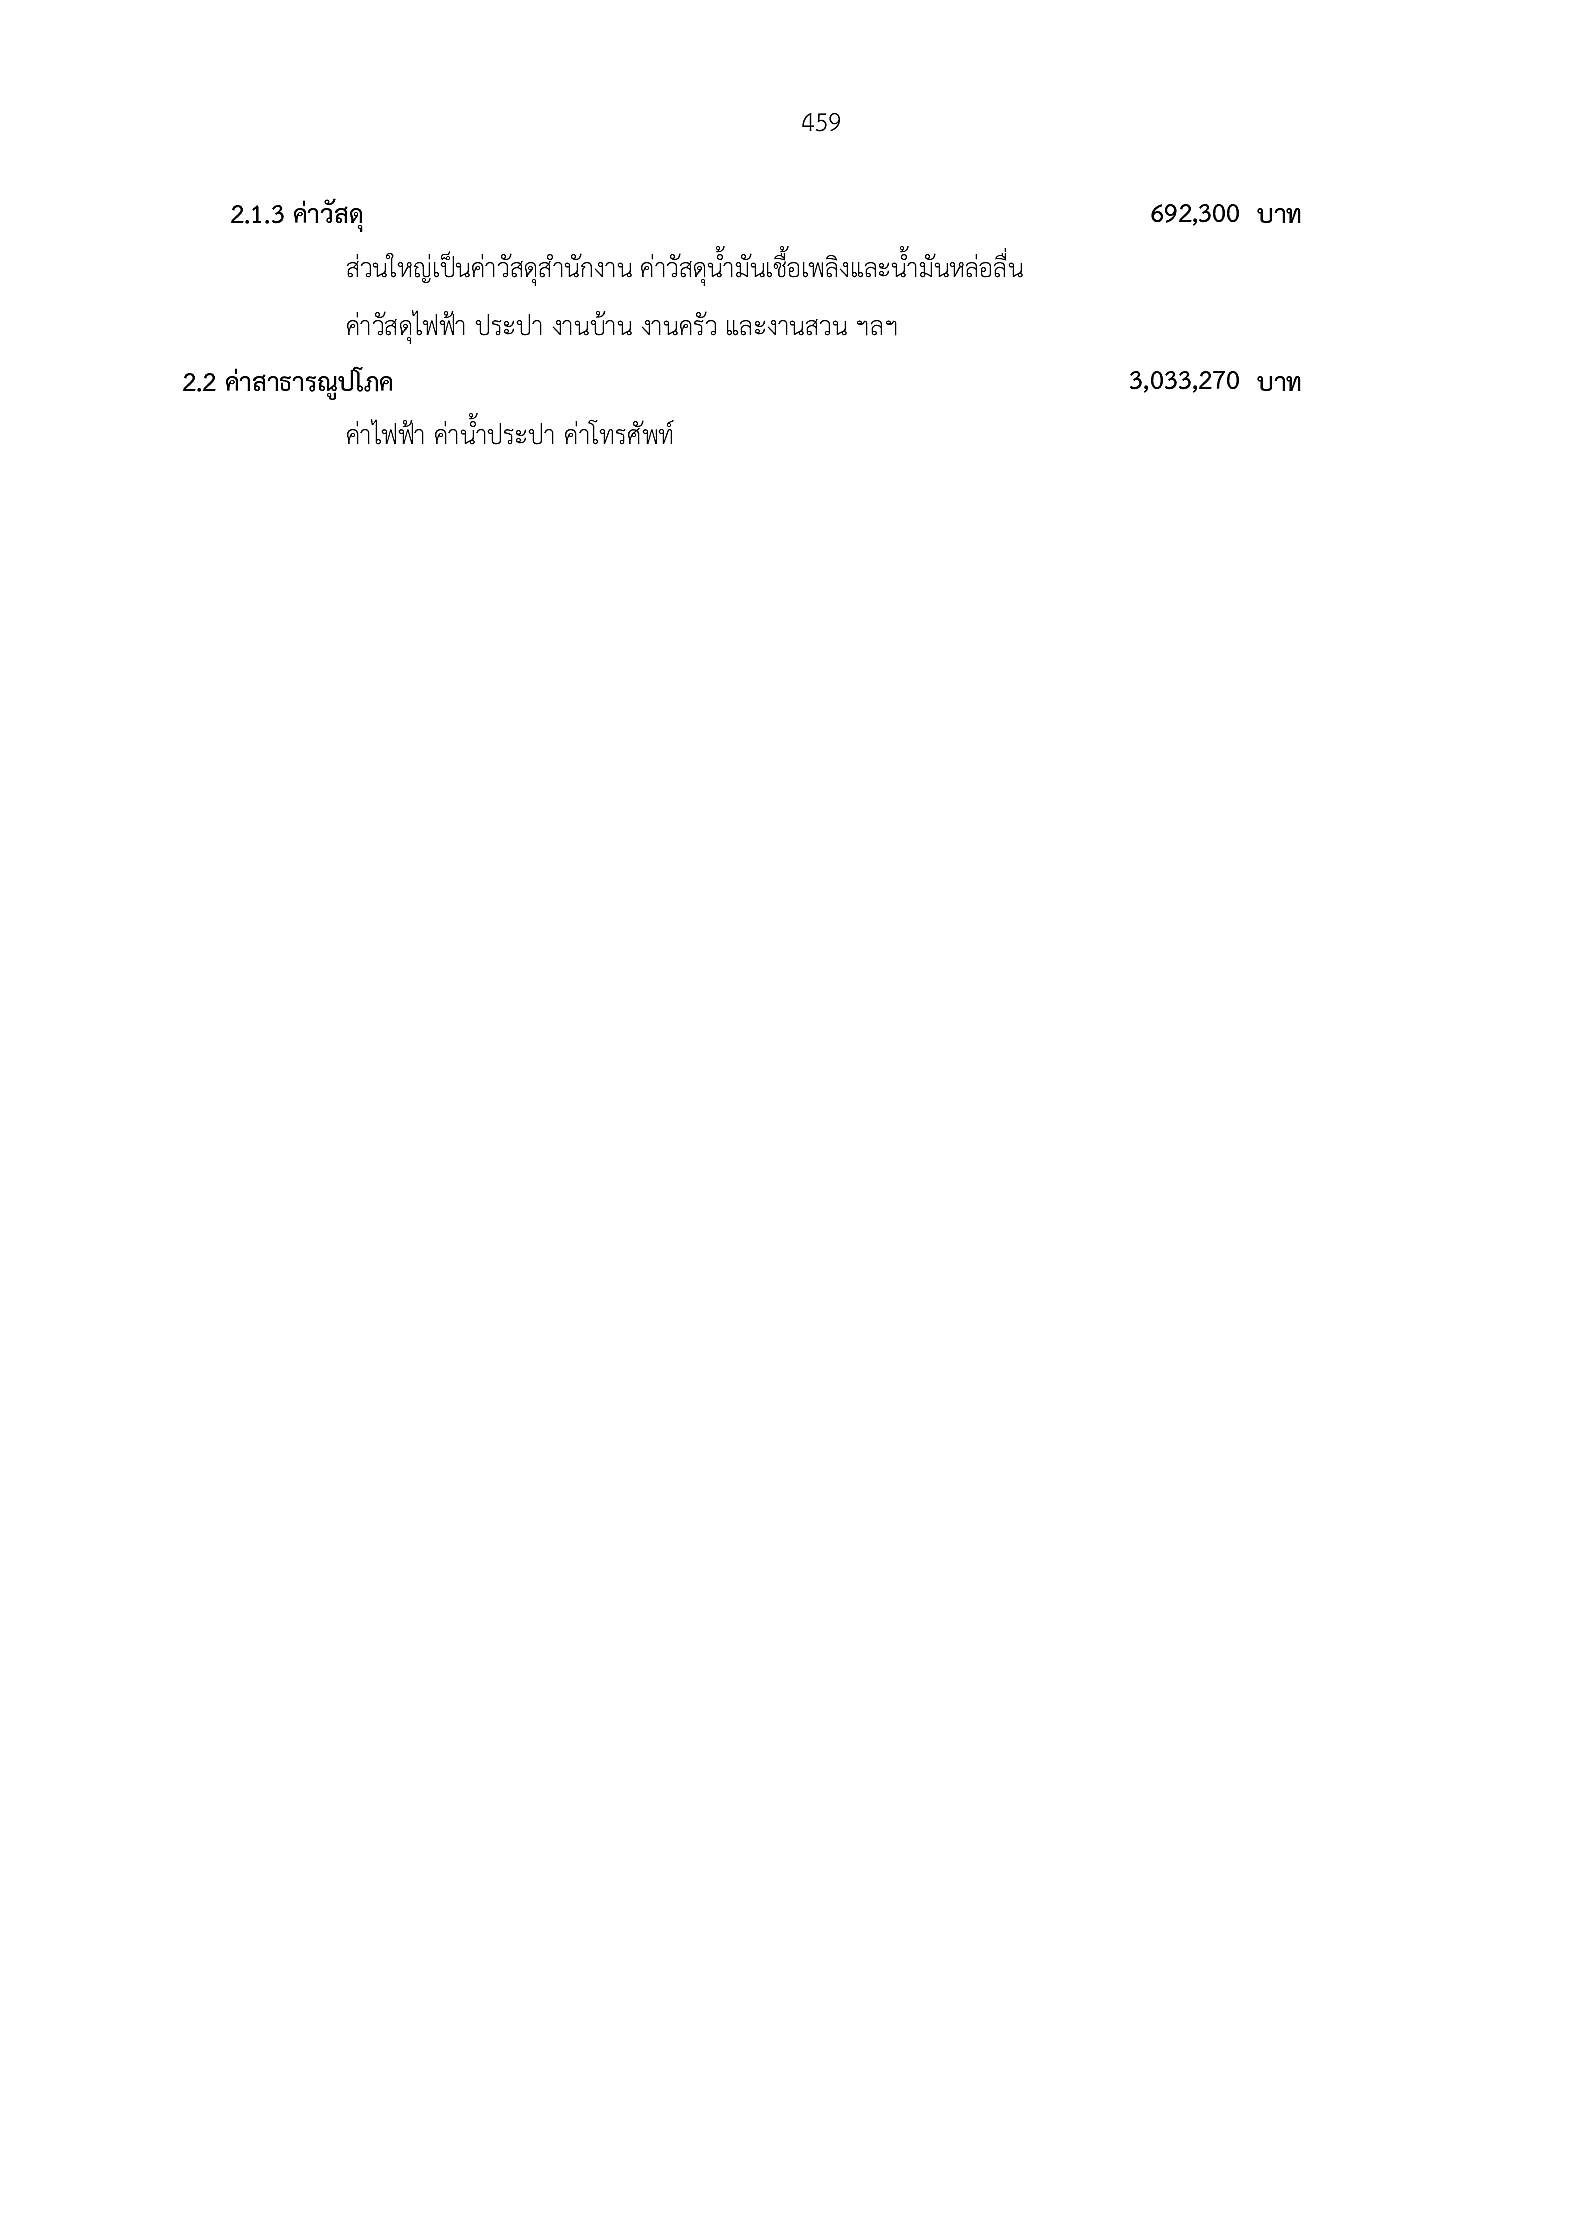 459
2.1.3 ค่าวัสดุ 692,300 บาท
ส่วนใหญ่เป็นค่าวัสดุสำนักงาน ค่าวัสดุน้ำมันเชื้อเพลิงและน้ำมันหล่อลื่น
ค่าวัสดุไฟฟ้า ประปา งานบ้าน งานครัว และงานสวน ฯลฯ
2.2 ค่าสาธารณูปโภค 3,033,270 บาท
ค่าไฟฟ้า ค่าน้ำประปา ค่าโทรศัพท์